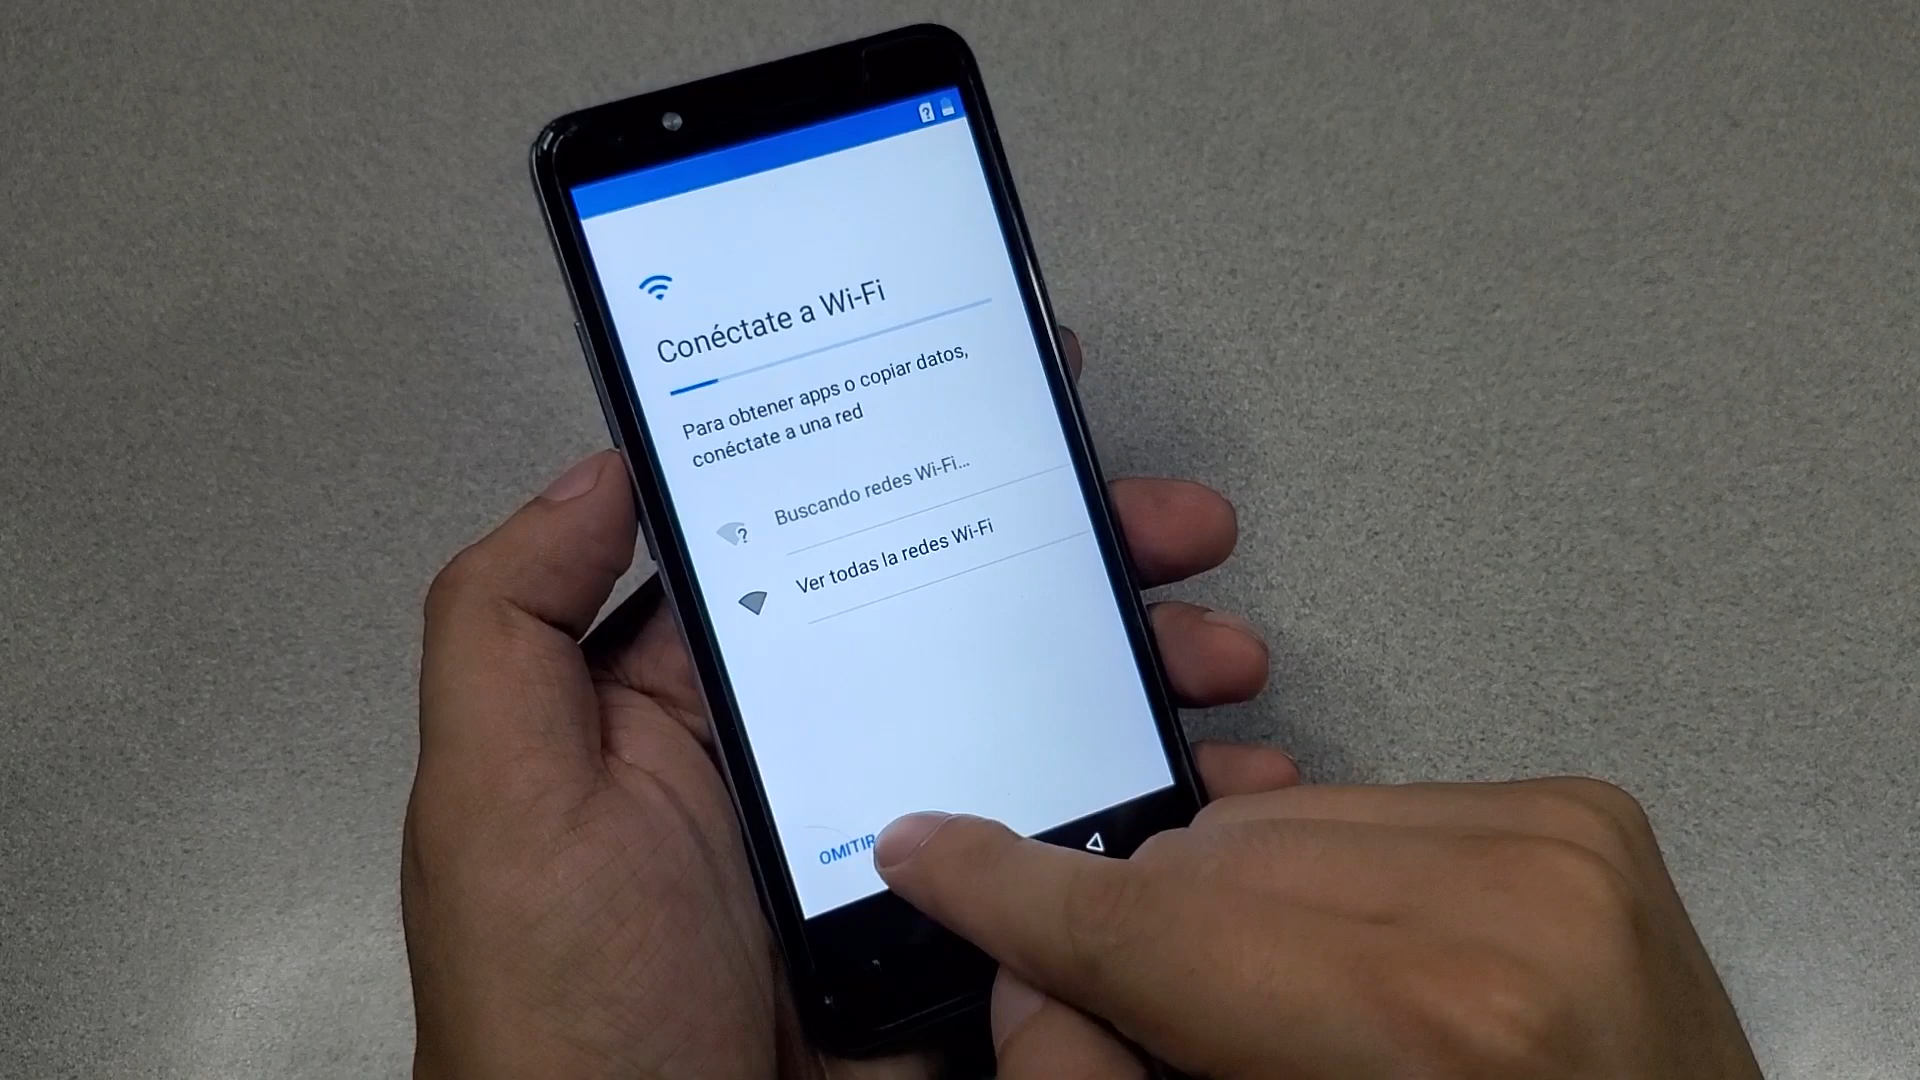 Conéctate a Wi-Fi
Para obtener apps o copiar datos,
conéctate a una red
Buscando redes Wi-Fi...
Ver todas la redes Wi-Fi
OMITIR